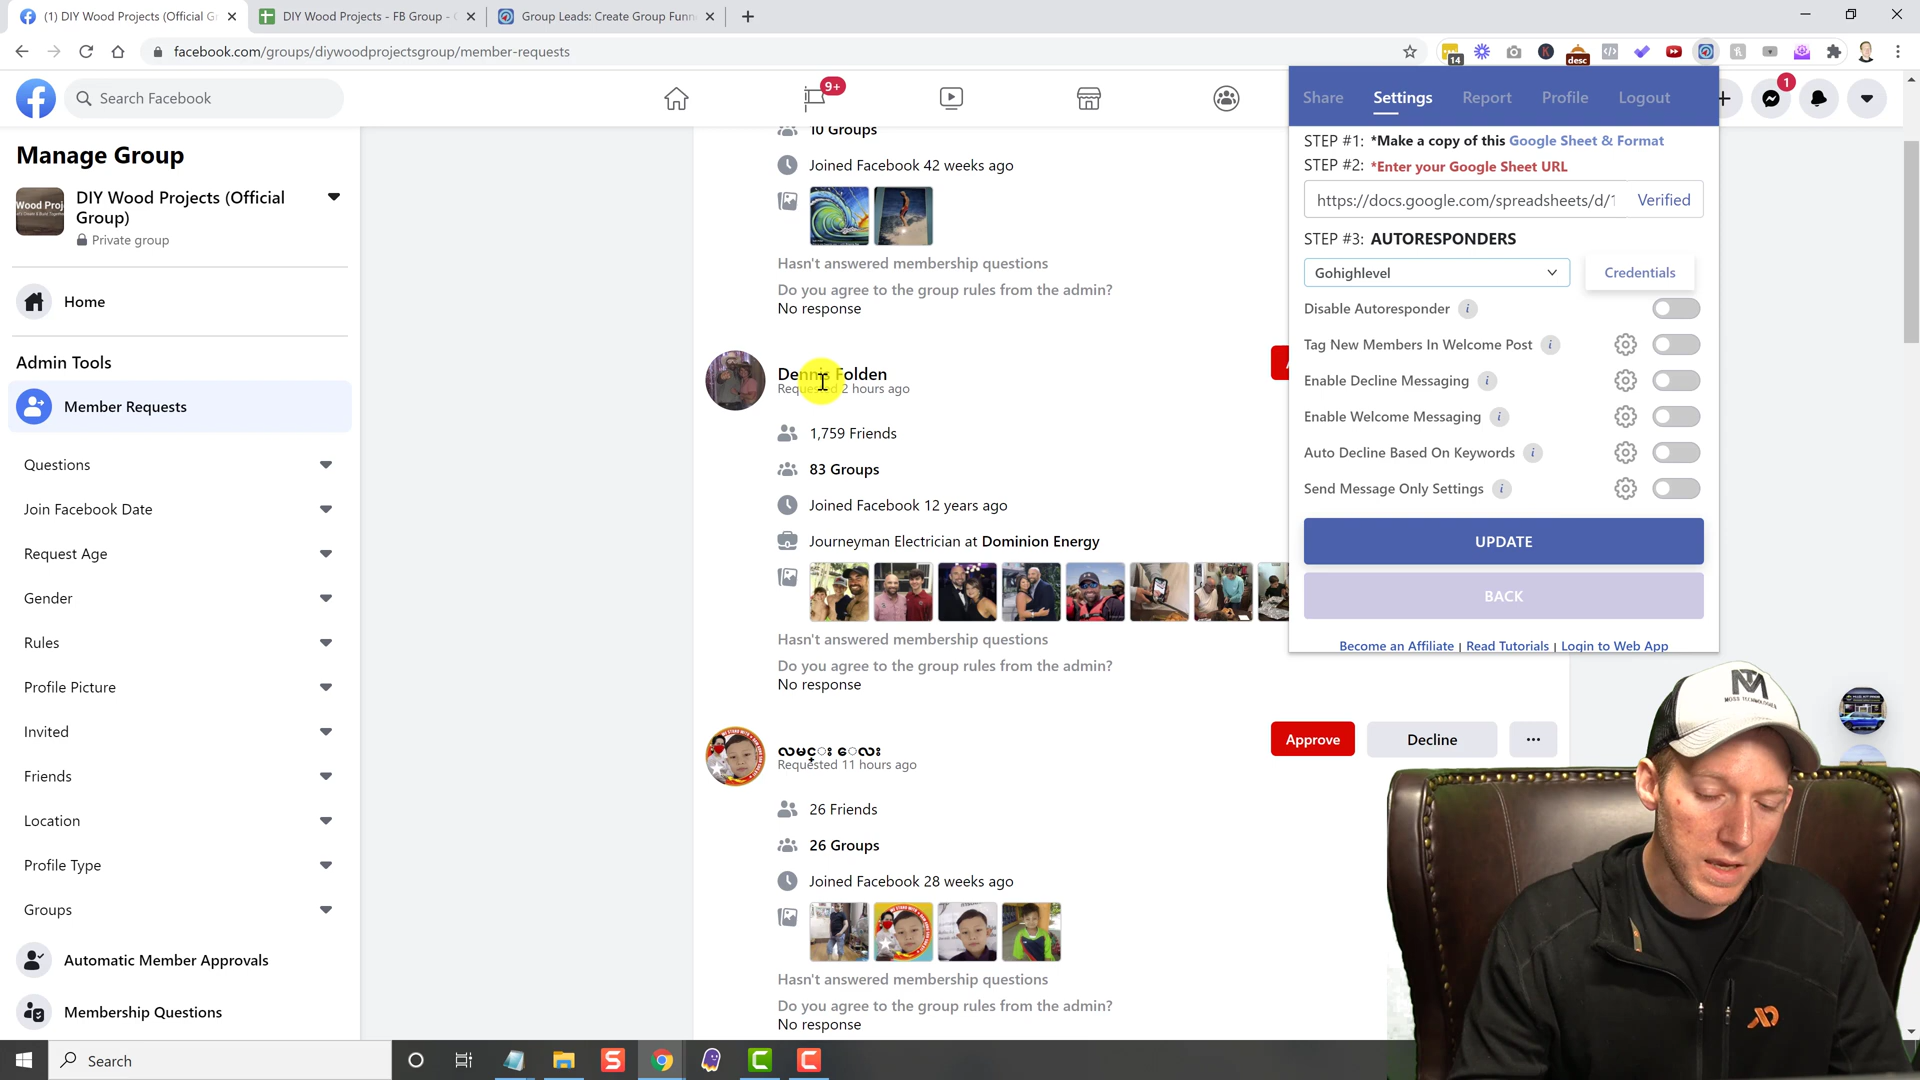 (1) DIY Wood Projects (Official Gr
DIY Wood Projects - FB Group -
Group Leads: Create Group Funn
facebook.com/groups/diywoodprojectsgroup/member-requests
14
desc
Search Facebook
9+
1
Manage Group
DIY Wood Projects (Official
Group)
Private group
Home
Admin Tools
Member Requests
Questions
Join Facebook Date
Request Age
Gender
Rules
Profile Picture
Invited
Friends
Location
Profile Type
Groups
Automatic Member Approvals
Membership Questions
10 Groups
Joined Facebook 42 weeks ago
Hasn't answered membership questions
Do you agree to the group rules from the admin?
No response
Dennis Folden
Requested 2 hours ago
1,759 Friends
83 Groups
Joined Facebook 12 years ago
Journeyman Electrician at Dominion Energy
Hasn't answered membership questions
Do you agree to the group rules from the admin?
No response
Requested 11 hours ago
Approve
Decline
26 Friends
26 Groups
Joined Facebook 28 weeks ago
Hasn't answered membership questions
Do you agree to the group rules from the admin?
No response
Share
Settings
Report
Profile
Logout
STEP #1: *Make a copy of this Google Sheet & Format
STEP #2: *Enter your Google Sheet URL
https://docs.google.com/spreadsheets/d/1
Verified
STEP #3: AUTORESPONDERS
Gohighlevel
Credentials
Disable Autoresponder
Tag New Members In Welcome Post
Enable Decline Messaging
Enable Welcome Messaging
Auto Decline Based On Keywords
Send Message Only Settings
UPDATE
BACK
Become an Affiliate | Read Tutorials | Login to Web App
MOSS TECHNOLOGIES
Search